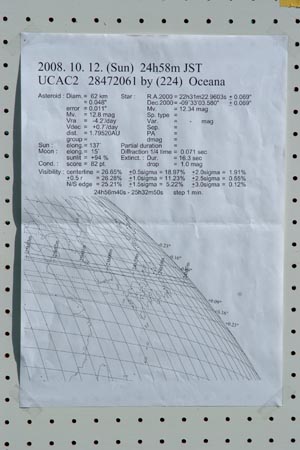 2008. 10. 12. (Sun) 24h58m JST
UCAC2 28472061 by (224) Oceana
Asteroid : Diam.= 62 km Star : R.A.2000 = 22h31m22.9603s ± 0.069"
= 0.048" Dec.2000= -09°33'03.580" ± 0.069"
error = 0.011" Mv. = 12.34 mag
Mv. = 12.8 mag Sp. type =
Vra = -4.2'/day Var. = - mag
Vdec = +0.7'/day Sep. =
dist. = 1.79520AU PA =
group = dmag =
Sun : elong.= 137° Partial duration =
Moon : elong.= 15° Diffraction 1/4 time = 0.071 sec
sunlit = +94 % Extinct. : Dur. = 16.3 sec
Cond. : score = 82 pt. drop = 1.0 mag
Visibility : centerline = 26.65% ±0.5sigma = 18.97% ±2.0sigma = 1.91%
±0.5 r = 26.28% ±1.0sigma = 11.23% ±2.5sigma = 0.55%
N/S edge = 25.21% ±1.5sigma = 5.22% ±3.0sigma = 0.12%
24h56m40s - 25h32m50s step 1 min.